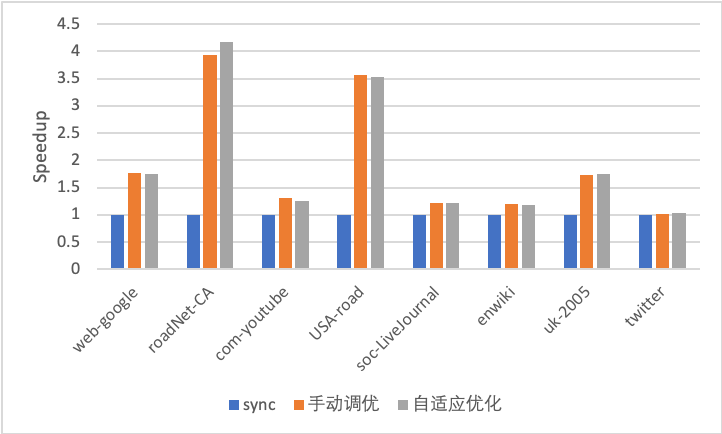 4.5
4
3.5
3
2.5
2
1.5
1
0.5
0
Speedup
web-google
roadNet-CA
com-youtube
USA-road
soc-LiveJournal
enwiki
uk-2005
twitter
sync 手动调优 自适应优化